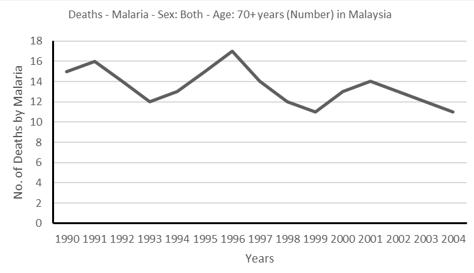 Deaths - Malaria - Sex: Both - Age: 70+ years (Number) in Malaysia
No. of Deaths by Malaria
18
16
14
12
10
8
6
4
2
0
1990 1991 1992 1993 1994 1995 1996 1997 1998 1999 2000 2001 2002 2003 2004
Years